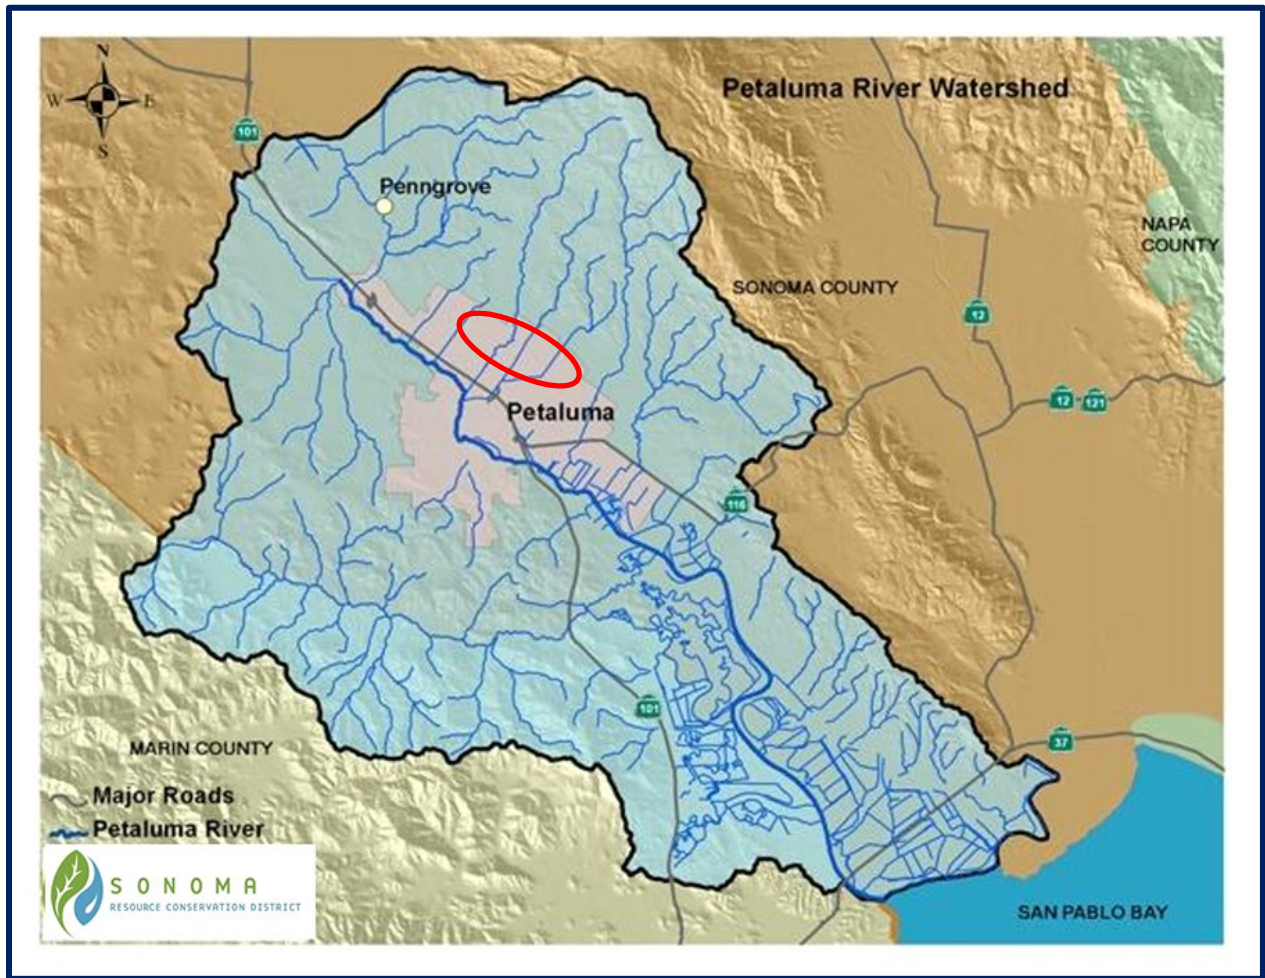 Petaluma River Watershed
N
W
E
S
101
Penngrove
NAPA
COUNTY
SONOMA COUNTY
12
12
121
Petaluma
116
101
37
MARIN COUNTY
Major Roads
Petaluma River
SONOMA
RESOURCE CONSERVATION DISTRICT
SAN PABLO BAY